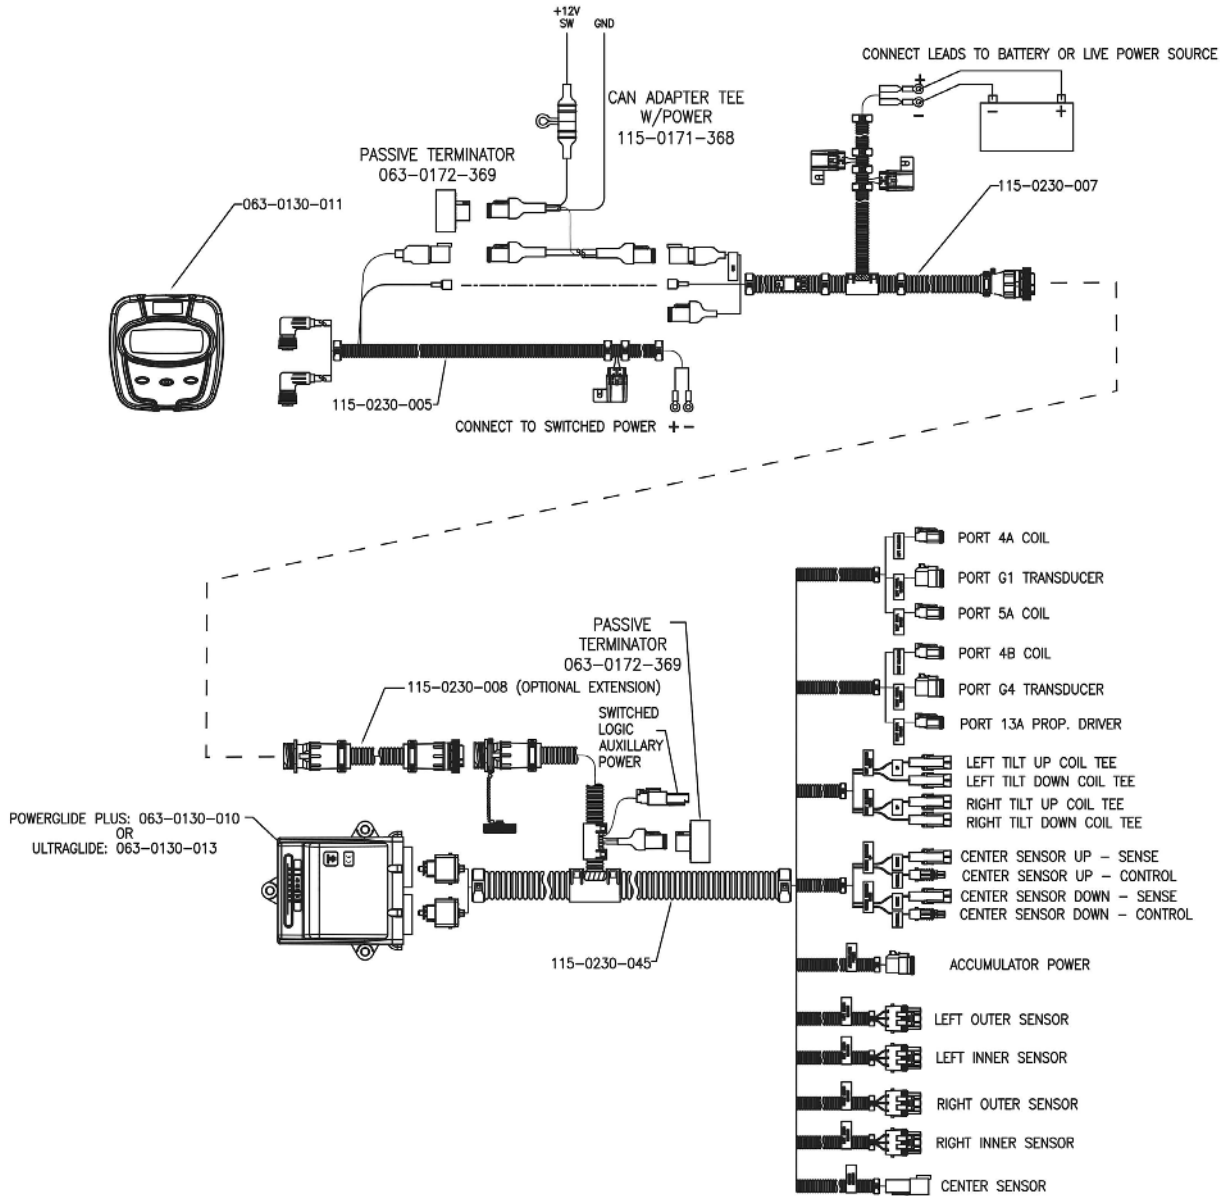 +12V
SW
GND
CONNECT LEADS TO BATTERY OR LIVE POWER SOURCE
+
-
- +
CAN ADAPTER TEE
W/POWER
115-0171-368
PASSIVE TERMINATOR
063-0172-369
115-0230-007
063-0130-011
115-0230-005
CONNECT TO SWITCHED POWER + -
PORT 4A COIL
PORT G1 TRANSDUCER
PORT 5A COIL
PORT 4B COIL
PORT G4 TRANSDUCER
PORT 13A PROP. DRIVER
PASSIVE
TERMINATOR
063-0172-369
115-0230-008 (OPTIONAL EXTENSION)
SWITCHED
LOGIC
AUXILLARY
POWER
LEFT TILT UP COIL TEE
LEFT TILT DOWN COIL TEE
RIGHT TILT UP COIL TEE
RIGHT TILT DOWN COIL TEE
POWERGLIDE PLUS: 063-0130-010
OR
ULTRAGLIDE: 063-0130-013
CENTER SENSOR UP - SENSE
CENTER SENSOR UP - CONTROL
CENTER SENSOR DOWN - SENSE
CENTER SENSOR DOWN - CONTROL
115-0230-045
ACCUMULATOR POWER
LEFT OUTER SENSOR
LEFT INNER SENSOR
RIGHT OUTER SENSOR
RIGHT INNER SENSOR
CENTER SENSOR